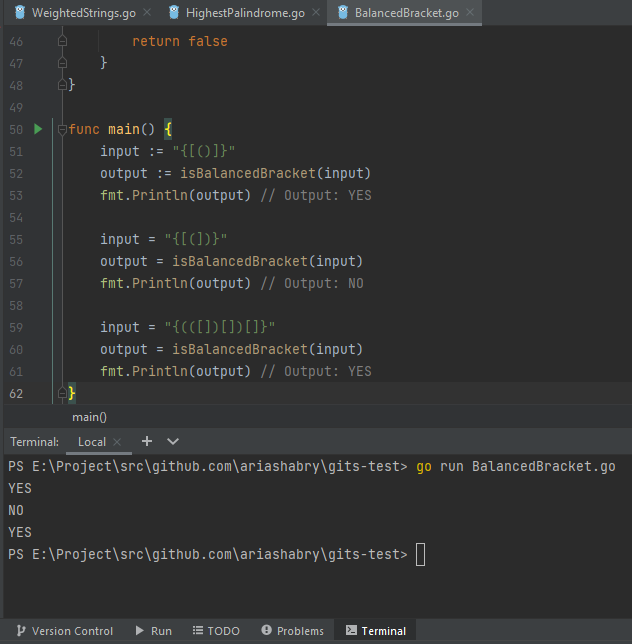 WeightedStrings.go HighestPalindrome.go BalancedBracket.go
46 return false
47 }
48 }
49
50 func main() {
51 input := "{[()]}"
52 output := isBalancedBracket(input)
53 fmt.Println(output) // Output: YES
54
55 input = "{[(])}"
56 output = isBalancedBracket(input)
57 fmt.Println(output) // Output: NO
58
59 input = "{(([])[])[]}"
60 output = isBalancedBracket(input)
61 fmt.Println(output) // Output: YES
62 }
main()
Terminal: Local
PS E:\Project\src\github.com\ariashabry\gits-test> go run BalancedBracket.go
YES
NO
YES
PS E:\Project\src\github.com\ariashabry\gits-test>
Version Control Run TODO Problems Terminal